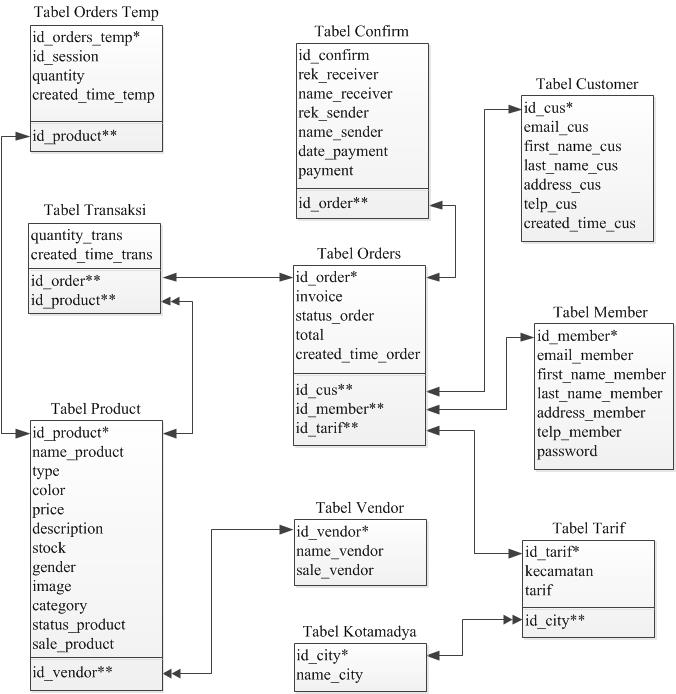 Tabel Orders Temp
id_orders_temp*
id_session
quantity
created_time_temp
id_product**
Tabel Confirm
id_confirm
rek_receiver
name_receiver
rek_sender
name_sender
date_payment
payment
id_order**
Tabel Customer
id_cus*
email_cus
first_name_cus
last_name_cus
address_cus
telp_cus
created_time_cus
Tabel Transaksi
quantity_trans
created_time_trans
id_order**
id_product**
Tabel Orders
id_order*
invoice
status_order
total
created_time_order
id_cus**
id_member**
id_tarif**
Tabel Member
id_member*
email_member
first_name_member
last_name_member
address_member
telp_member
password
Tabel Product
id_product*
name_product
type
color
price
description
stock
gender
image
category
status_product
sale_product
id_vendor**
Tabel Vendor
id_vendor*
name_vendor
sale_vendor
Tabel Tarif
id_tarif*
kecamatan
tarif
id_city**
Tabel Kotamadya
id_city*
name_city